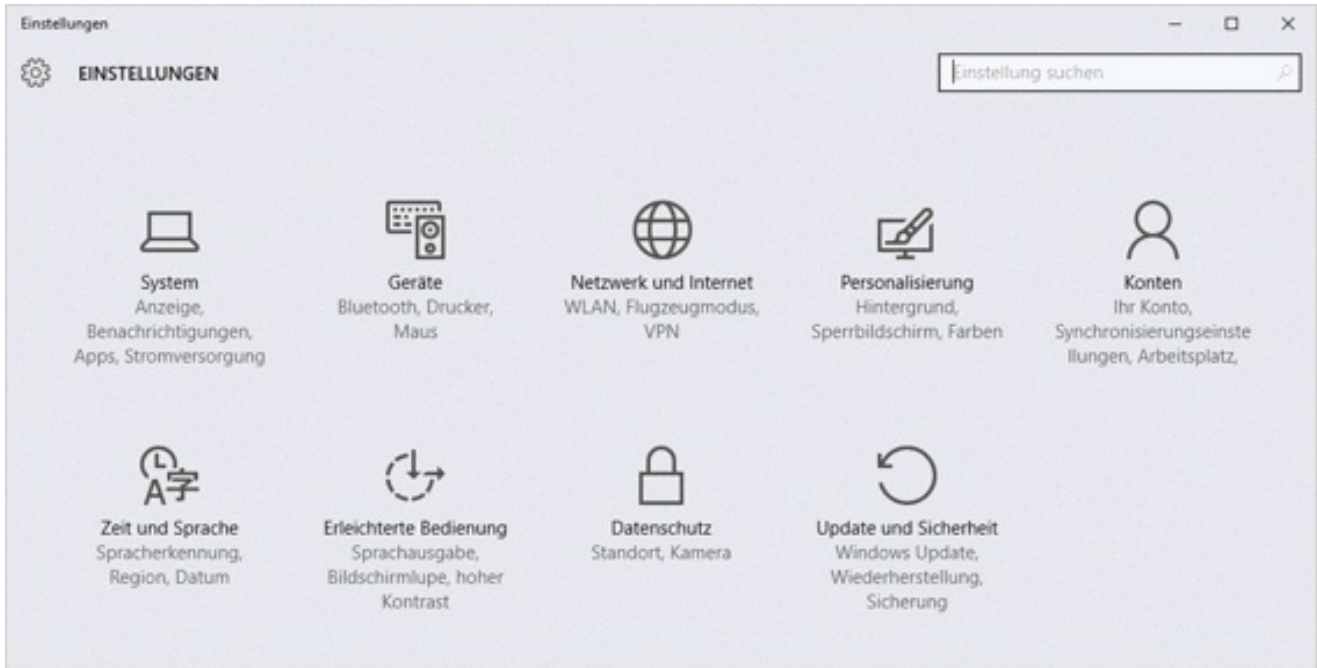 Einstellungen
EINSTELLUNGEN
Einstellung suchen
System
Anzeige,
Benachrichtigungen,
Apps, Stromversorgung
Geräte
Bluetooth, Drucker,
Maus
Netzwerk und Internet
WLAN, Flugzeugmodus,
VPN
Personalisierung
Hintergrund,
Sperrbildschirm, Farben
Konten
Ihr Konto,
Synchronisierungseinste
llungen, Arbeitsplatz,
A字
Zeit und Sprache
Spracherkennung,
Region, Datum
Erleichterte Bedienung
Sprachausgabe,
Bildschirmlupe, hoher
Kontrast
Datenschutz
Standort, Kamera
Update und Sicherheit
Windows Update,
Wiederherstellung,
Sicherung